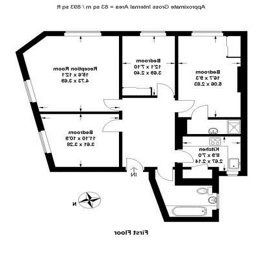 Approximate Gross Internal Area = 83 sq m / 893 sq ft
Reception Room
15'6 x 12'1
4.73 x 3.69
Bedroom
12'1 x 7'10
3.69 x 2.40
Bedroom
16'7 x 9'3
5.06 x 2.83
Bedroom
11'10 x 10'9
3.61 x 3.28
Kitchen
8'9 x 7'0
2.67 x 2.14
IN
N
First Floor